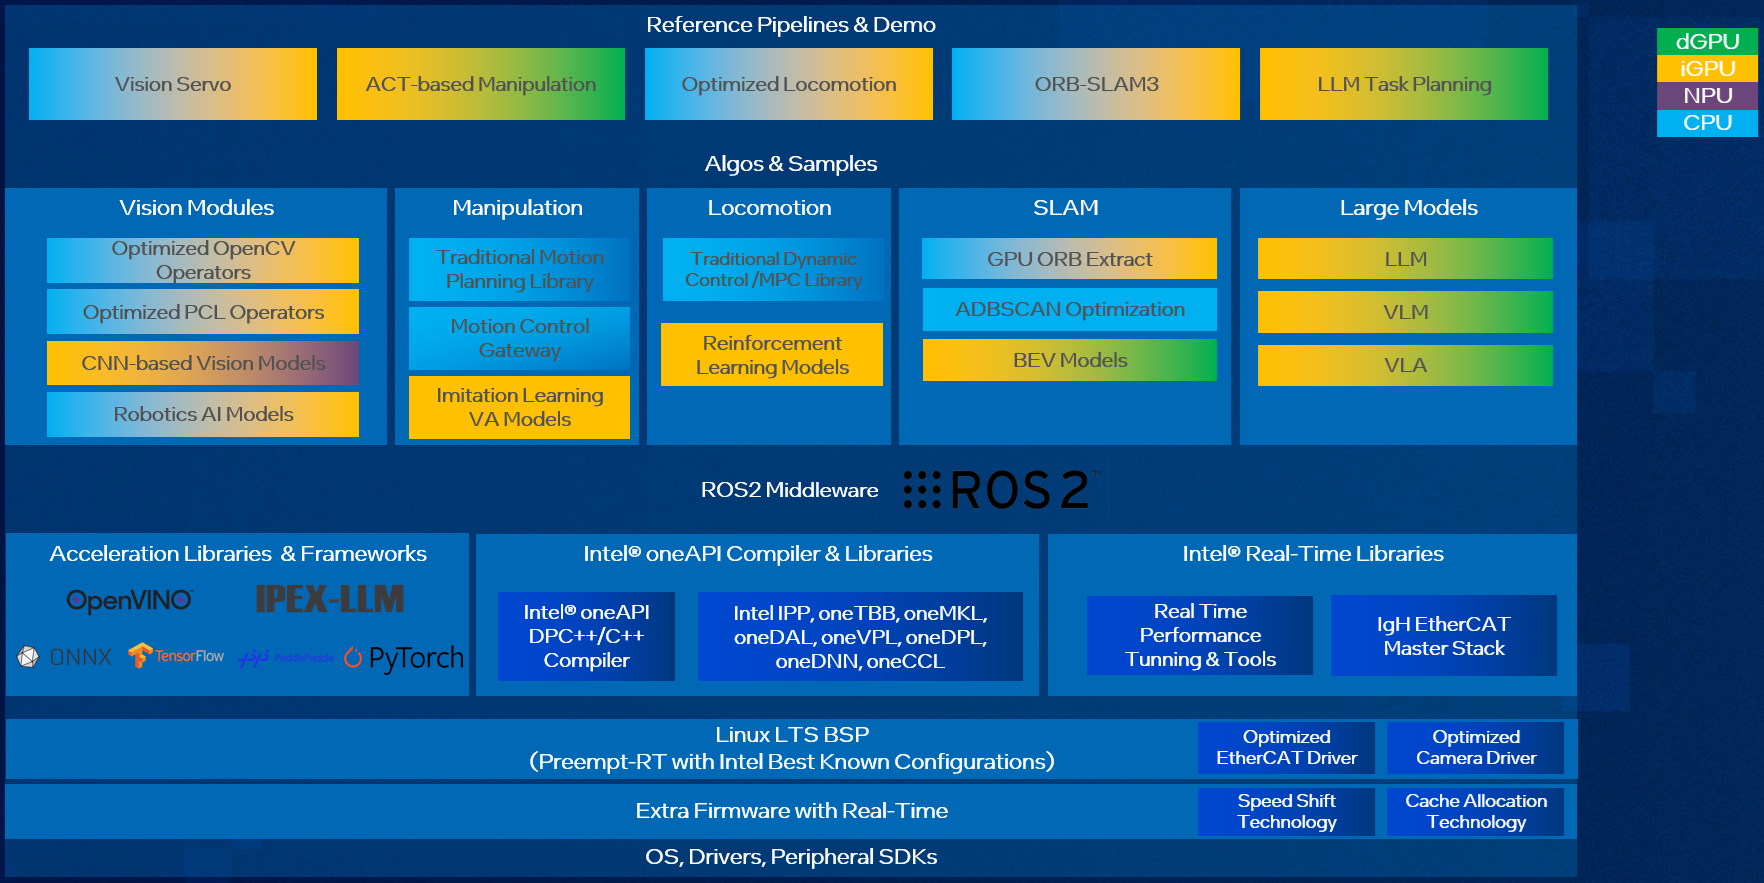 Reference Pipelines & Demo
Vision Servo
ACT-based Manipulation
Optimized Locomotion
ORB-SLAM3
LLM Task Planning
dGPU
iGPU
NPU
CPU
Algos & Samples
Vision Modules
Optimized OpenCV
Operators
Optimized PCL Operators
CNN-based Vision Models
Robotics AI Models
Manipulation
Traditional Motion
Planning Library
Motion Control
Gateway
Imitation Learning
VA Models
Locomotion
Traditional Dynamic
Control /MPC Library
Reinforcement
Learning Models
SLAM
GPU ORB Extract
ADBSCAN Optimization
BEV Models
Large Models
LLM
VLM
VLA
ROS2 Middleware
ROS 2™
Acceleration Libraries & Frameworks
OpenVINO™
IPEX-LLM
ONNX
TensorFlow
PaddlePaddle
PyTorch
Intel® oneAPI Compiler & Libraries
Intel® oneAPI
DPC++/C++
Compiler
Intel IPP, oneTBB, oneMKL,
oneDAL, oneVPL, oneDPL,
oneDNN, oneCCL
Intel® Real-Time Libraries
Real Time
Performance
Tunning & Tools
IgH EtherCAT
Master Stack
Linux LTS BSP
(Preempt-RT with Intel Best Known Configurations)
Optimized
EtherCAT Driver
Optimized
Camera Driver
Extra Firmware with Real-Time
Speed Shift
Technology
Cache Allocation
Technology
OS, Drivers, Peripheral SDKs